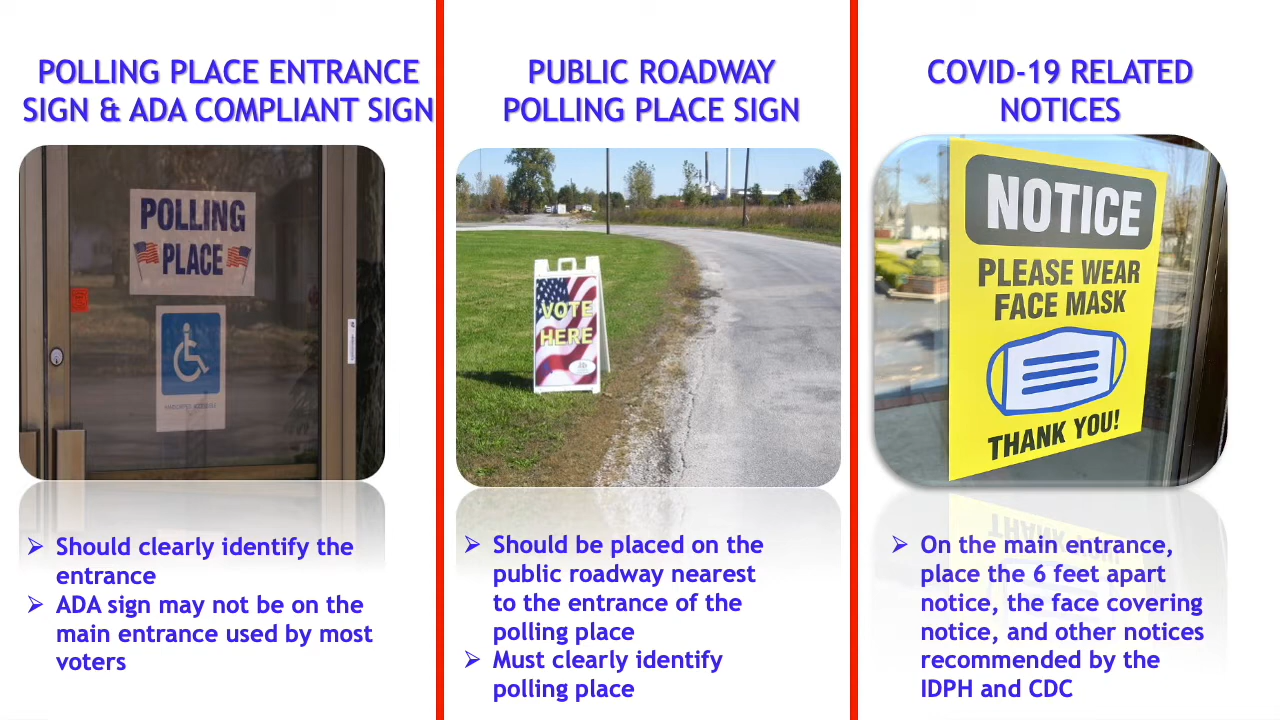 POLLING PLACE ENTRANCE
SIGN & ADA COMPLIANT SIGN
POLLING
PLACE
➢ Should clearly identify the
entrance
➢ ADA sign may not be on the
main entrance used by most
voters
PUBLIC ROADWAY
POLLING PLACE SIGN
VOTE
HERE
➢ Should be placed on the
public roadway nearest
to the entrance of the
polling place
➢ Must clearly identify
polling place
COVID-19 RELATED
NOTICES
NOTICE
PLEASE WEAR
FACE MASK
THANK YOU!
➢ On the main entrance,
place the 6 feet apart
notice, the face covering
notice, and other notices
recommended by the
IDPH and CDC